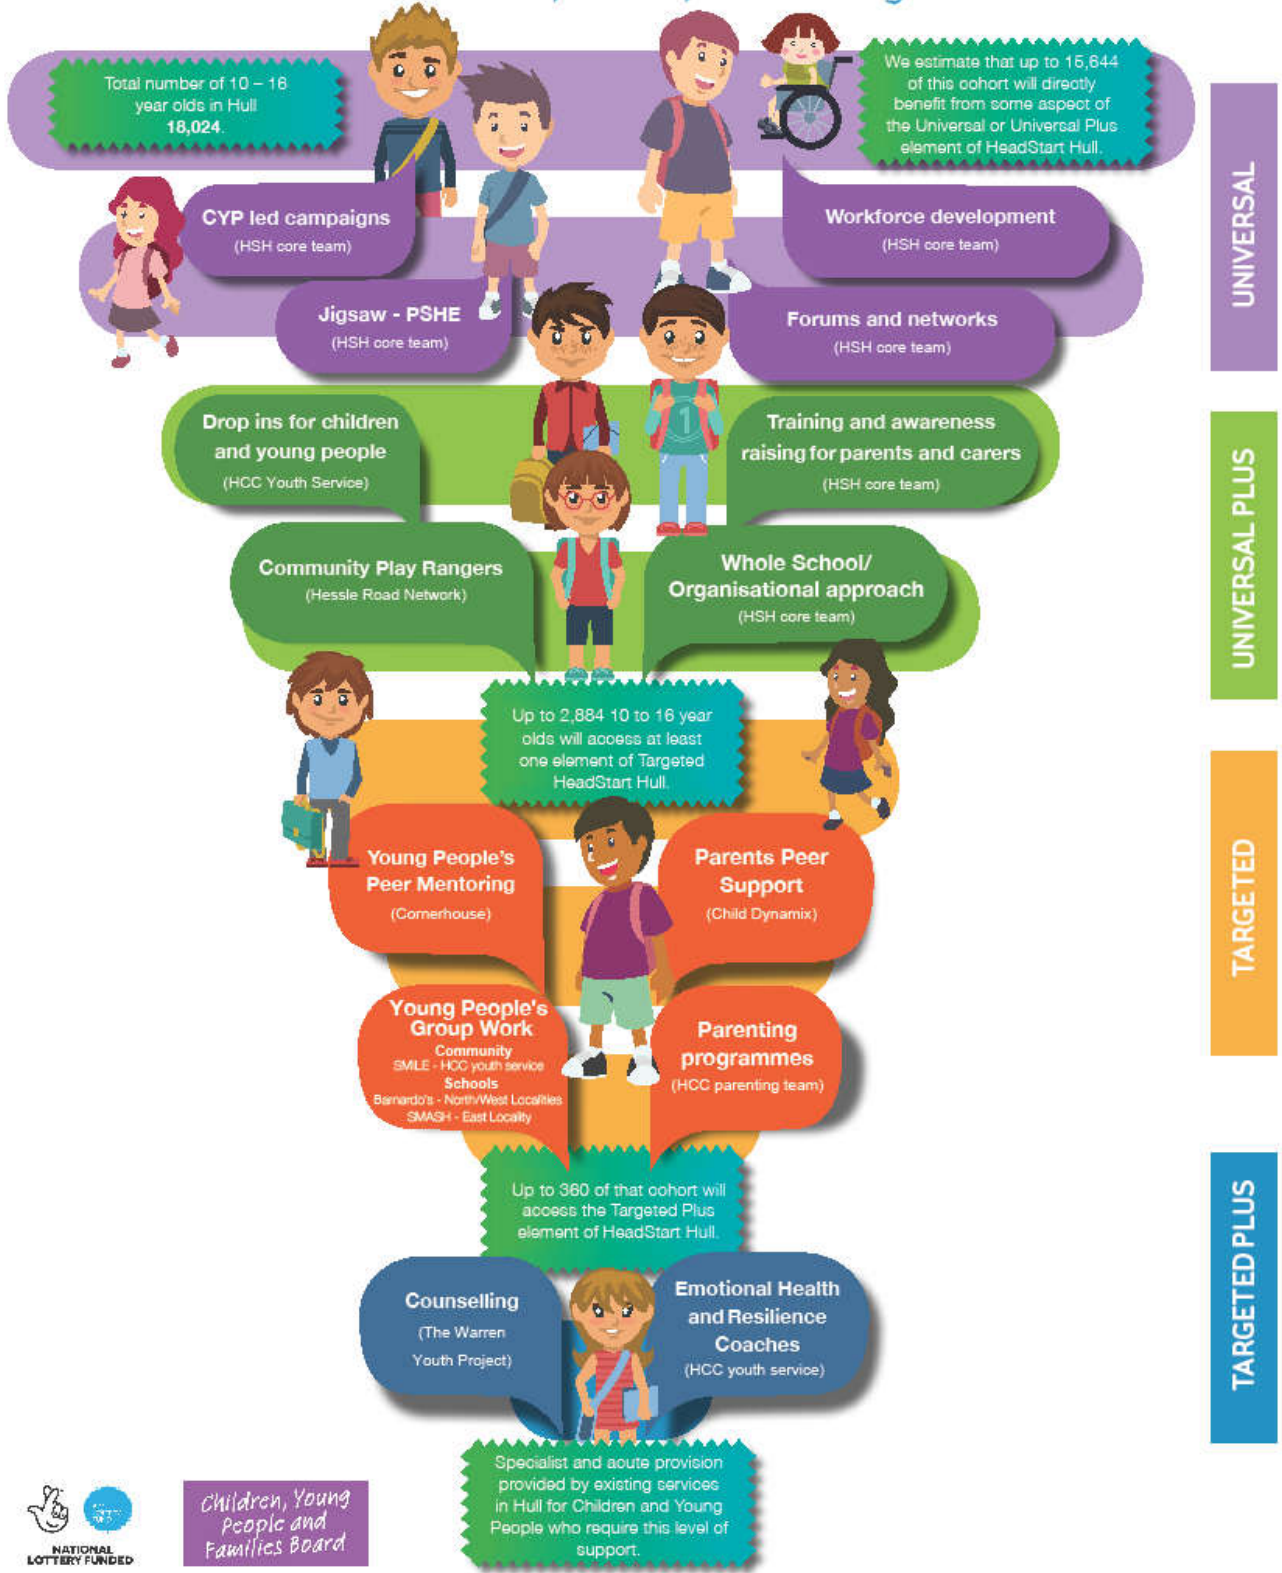 Total number of 10 – 16
year olds in Hull
18,024.
We estimate that up to 15,644
of this cohort will directly
benefit from some aspect of
the Universal or Universal Plus
element of HeadStart Hull.
UNIVERSAL
CYP led campaigns
(HSH core team)
Workforce development
(HSH core team)
Jigsaw - PSHE
(HSH core team)
Forums and networks
(HSH core team)
UNIVERSAL PLUS
Drop ins for children
and young people
(HCC Youth Service)
1
Training and awareness
raising for parents and carers
(HSH core team)
Community Play Rangers
(Hessle Road Network)
Whole School/
Organisational approach
(HSH core team)
Up to 2,884 10 to 16 year
olds will access at least
one element of Targeted
HeadStart Hull.
TARGETED
Young People's
Peer Mentoring
(Cornerhouse)
Parents Peer
Support
(Child Dynamix)
Young People's
Group Work
Community
SMILE - HCC youth service
Schools
Barnardo's - North/West Localities
SMASH - East Locality
Parenting
programmes
(HCC parenting team)
Up to 360 of that cohort will
access the Targeted Plus
element of HeadStart Hull.
TARGETED PLUS
Counselling
(The Warren
Youth Project)
Emotional Health
and Resilience
Coaches
(HCC youth service)
Specialist and acute provision
provided by existing services
in Hull for Children and Young
People who require this level of
support.
NATIONAL
LOTTERY FUNDED
Children, Young
People and
Families Board